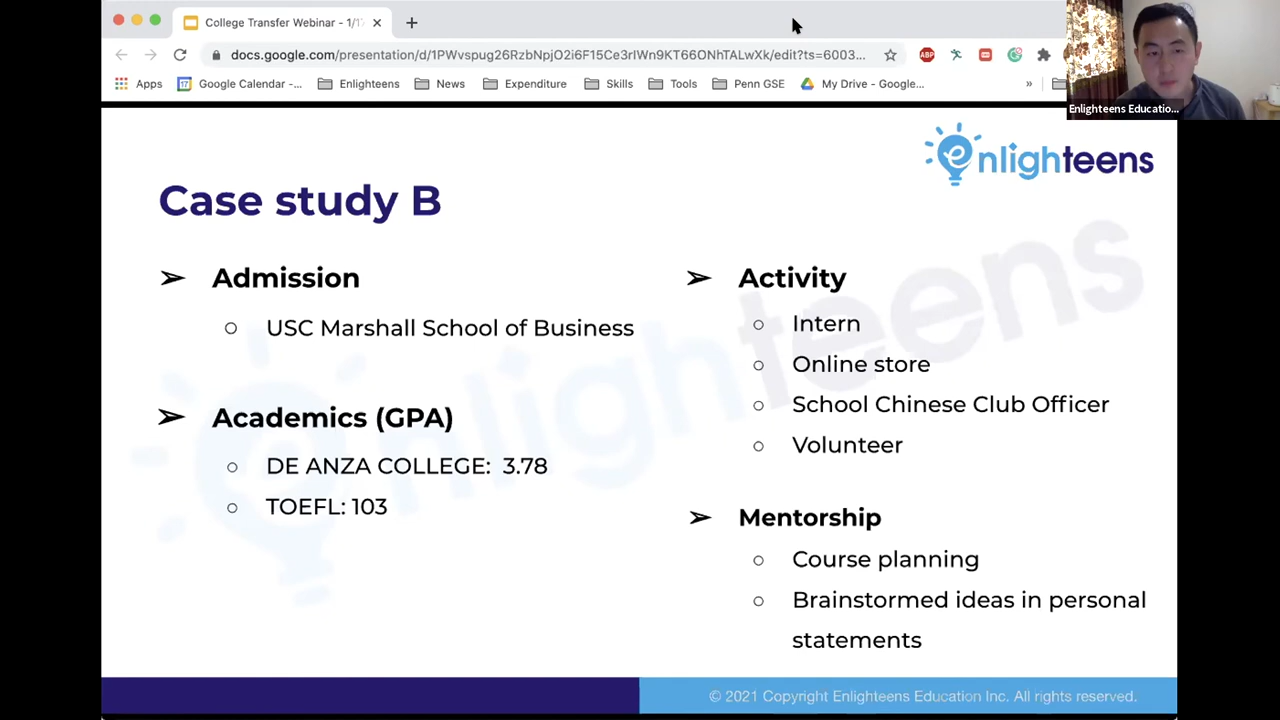 College Transfer Webinar - 1/1
docs.google.com/presentation/d/1PWvspug26RzbNpjO2i6F15Ce3rIWn9KT66ONhTALwXk/edit?ts=6003...
ABP
Apps
17
Google Calendar -...
Enlighteens
News
Expenditure
Skills
Tools
Penn GSE
My Drive - Google...
»
Enlighteens Educatio...
enlighteens
Case study B
➢ Admission
○ USC Marshall School of Business
➢ Academics (GPA)
○ DE ANZA COLLEGE: 3.78
○ TOEFL: 103
➢ Activity
○ Intern
○ Online store
○ School Chinese Club Officer
○ Volunteer
➢ Mentorship
○ Course planning
○ Brainstormed ideas in personal
statements
enlighteens
© 2021 Copyright Enlighteens Education Inc. All rights reserved.